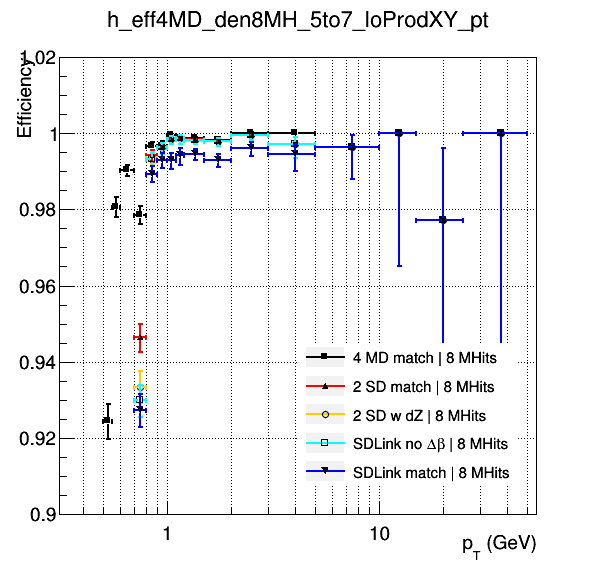 h_eff4MD_den8MH_5to7_loProdXY_pt
Efficiency
1.02
1
0.98
0.96
0.94
0.92
0.9
4 MD match | 8 MHits
2 SD match | 8 MHits
2 SD w dZ | 8 MHits
SDLink no Δβ | 8 MHits
SDLink match | 8 MHits
1
10
p_T (GeV)